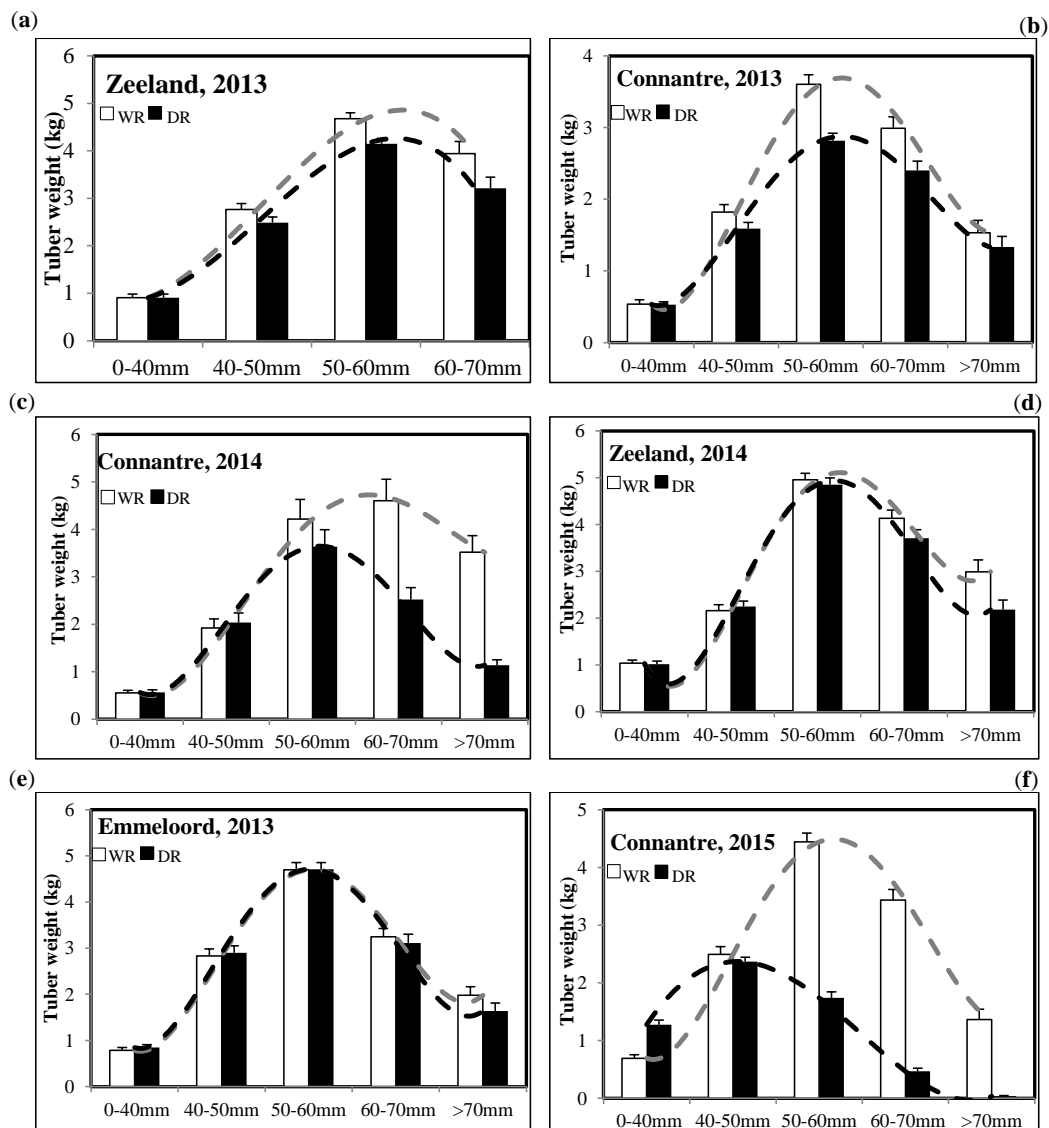 (a)
Zeeland, 2013
WR DR
Tuber weight (kg)
6
5
4
3
2
1
0
0-40mm 40-50mm 50-60mm 60-70mm
(b)
Connantre, 2013
WR DR
Tuber weight (kg)
4
3
2
1
0
0-40mm 40-50mm 50-60mm 60-70mm >70mm
(c)
Connantre, 2014
WR DR
Tuber weight (kg)
6
5
4
3
2
1
0
0-40mm 40-50mm 50-60mm 60-70mm >70mm
(d)
Zeeland, 2014
WR DR
Tuber weight (kg)
6
5
4
3
2
1
0
0-40mm 40-50mm 50-60mm 60-70mm >70mm
(e)
Emmeloord, 2013
WR DR
Tuber weight (kg)
6
5
4
3
2
1
0
0-40mm 40-50mm 50-60mm 60-70mm >70mm
(f)
Connantre, 2015
WR DR
Tuber weight (kg)
5
4
3
2
1
0
0-40mm 40-50mm 50-60mm 60-70mm >70mm